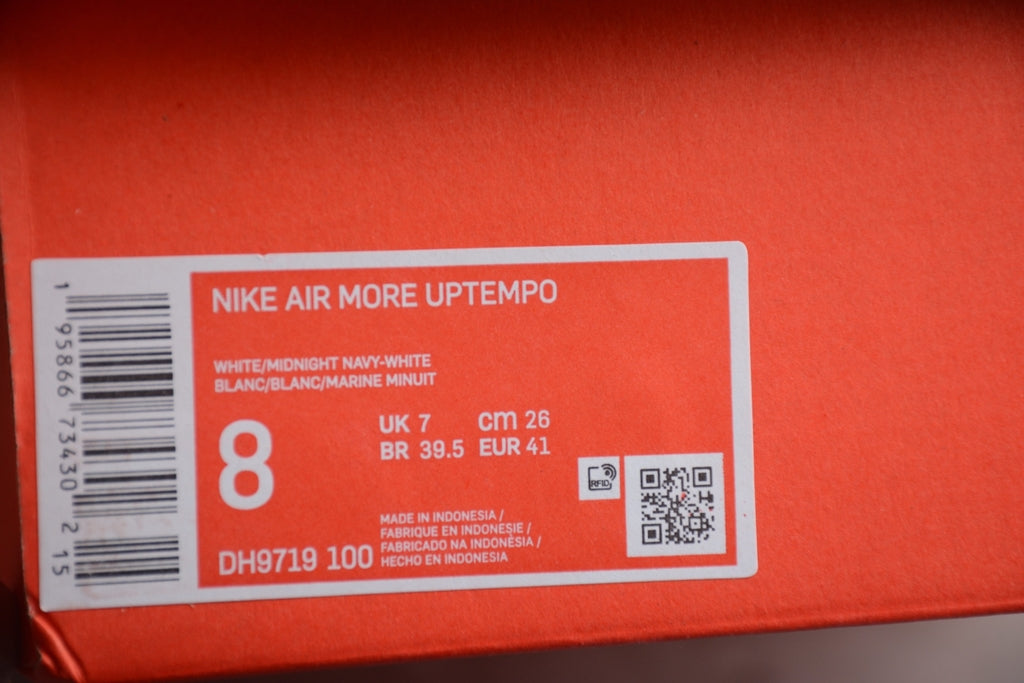 NIKE AIR MORE UPTEMPO
WHITE/MIDNIGHT NAVY-WHITE
BLANC/BLANC/MARINE MINUIT
8
UK 7 cm 26
BR 39.5 EUR 41
RFID
MADE IN INDONESIA /
FABRIQUE EN INDONESIE /
FABRICADO NA INDONÈSIA /
HECHO EN INDONESIA
DH9719 100
1 95866 73430 2 15